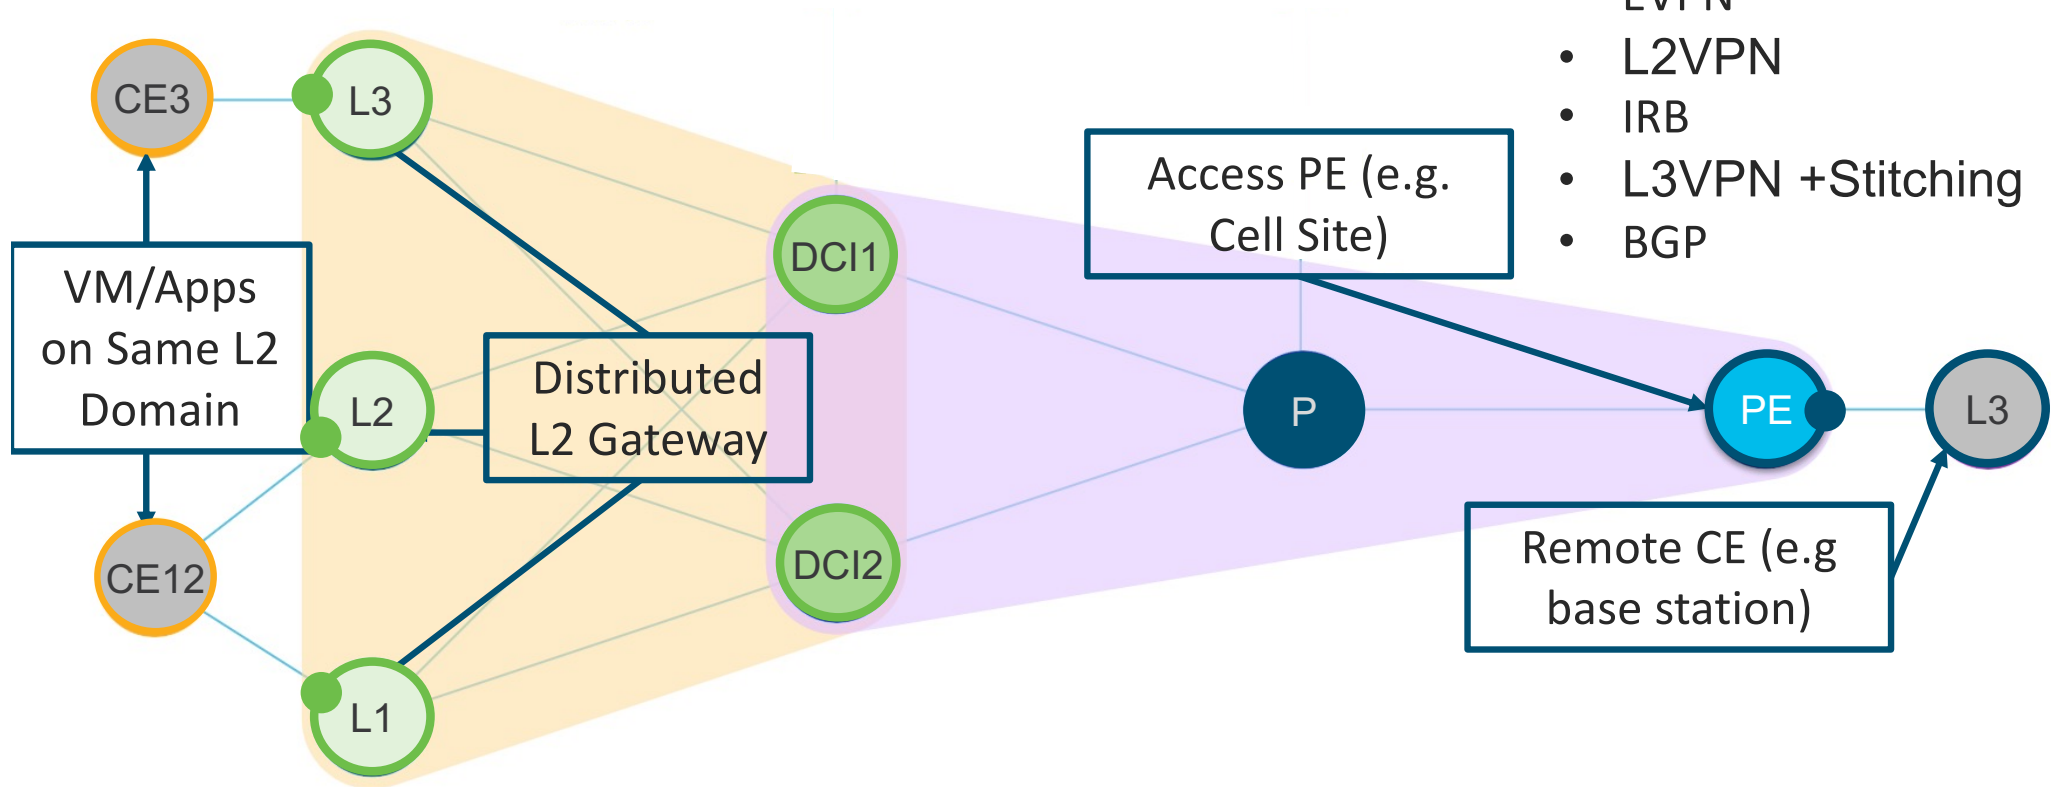 EVPN
• L2VPN
• IRB
• L3VPN +Stitching
• BGP
CE3
L3
Access PE (e.g.
Cell Site)
DCI1
VM/Apps
on Same L2
Domain
L2
Distributed
L2 Gateway
P
PE
L3
CE12
DCI2
Remote CE (e.g
base station)
L1